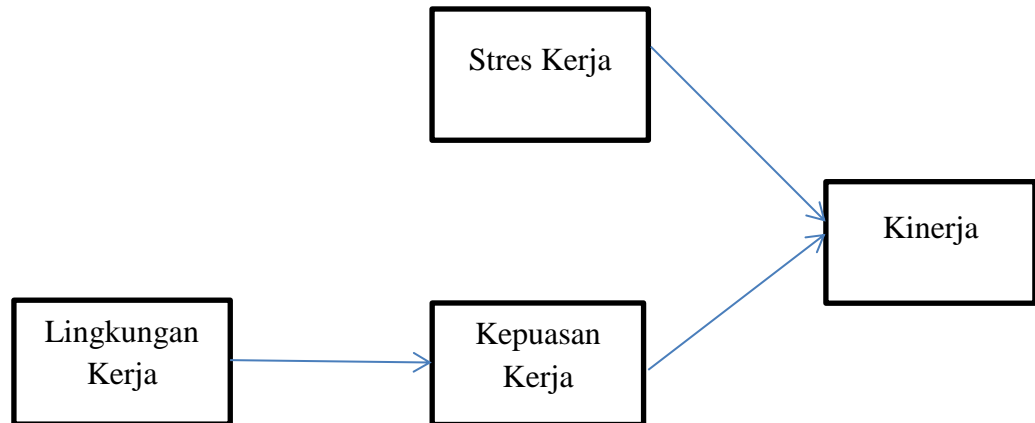 Stres Kerja
Kinerja
Lingkungan
Kerja
Kepuasan
Kerja